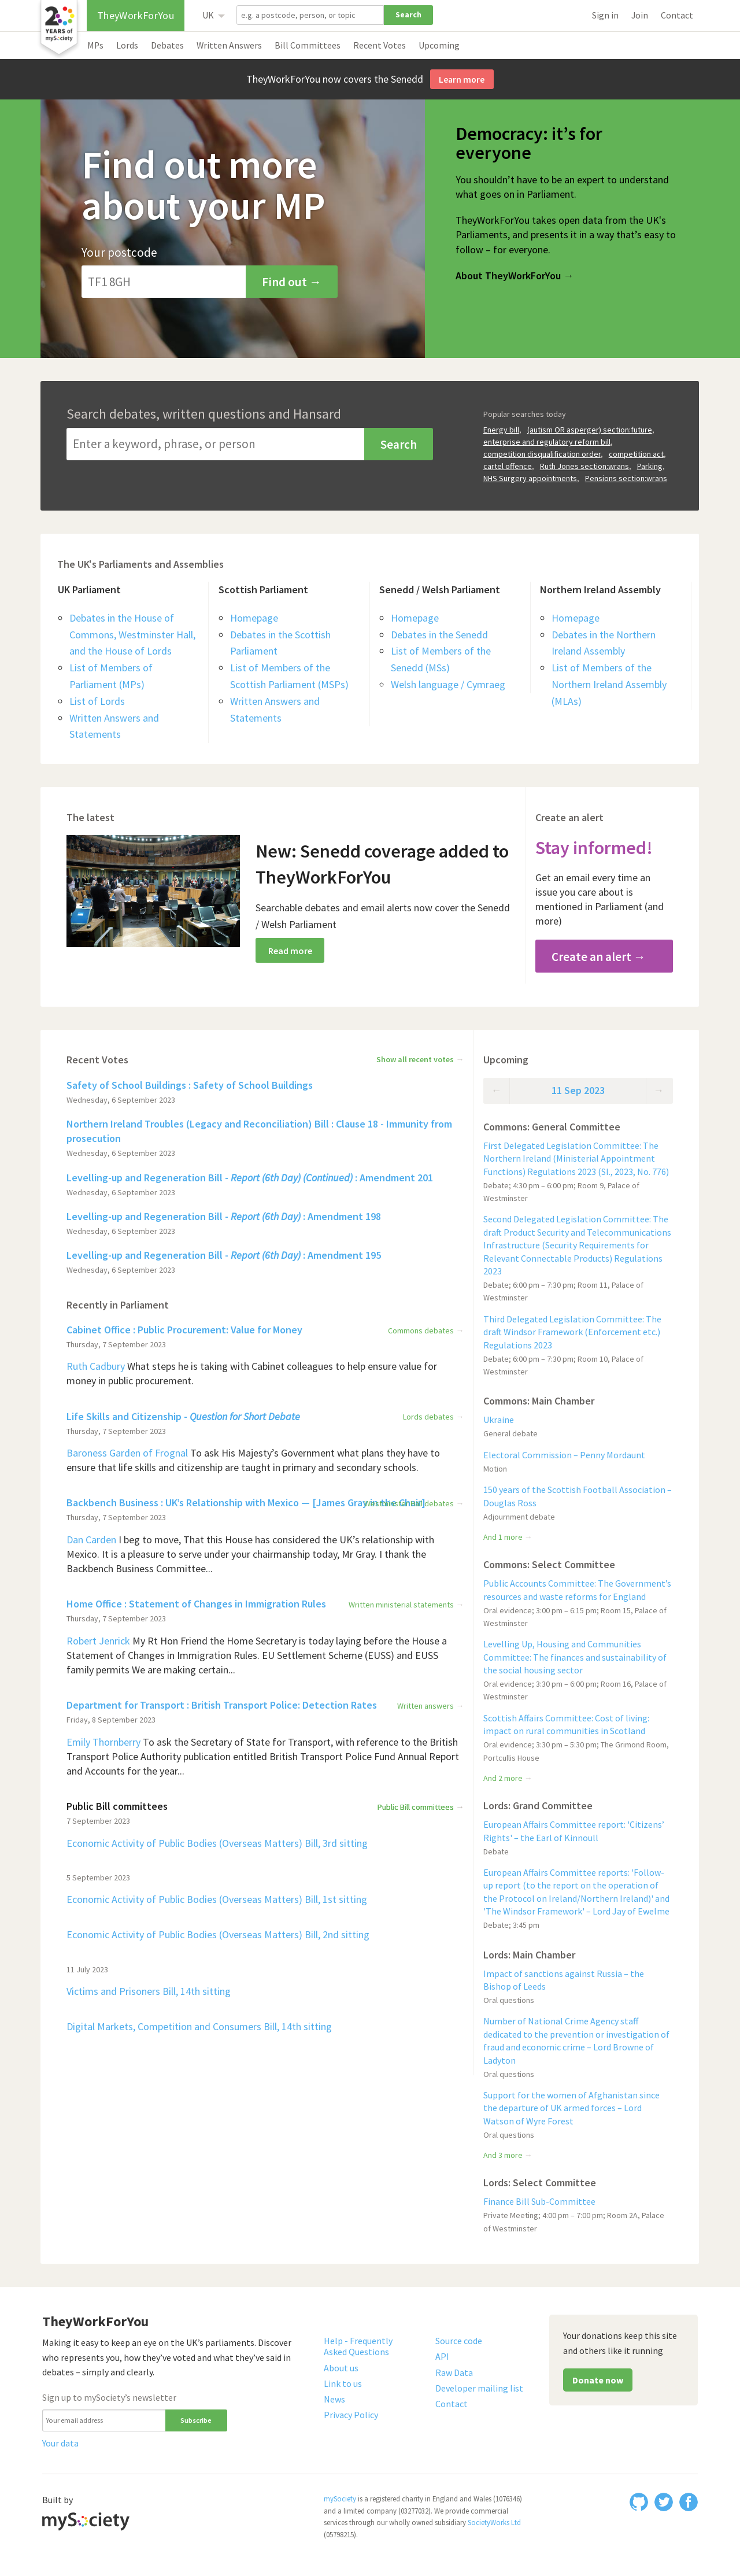 20
YEARS of
mySociety
TheyWorkForYou
UK
e.g. a postcode, person, or topic
Search
Sign in
Join
Contact
MPs
Lords
Debates
Written Answers
Bill Committees
Recent Votes
Upcoming
TheyWorkForYou now covers the Senedd
Learn more
Find out more
about your MP
Your postcode
TF1 8GH
Find out →
Democracy: it’s for
everyone
You shouldn’t have to be an expert to understand
what goes on in Parliament.
TheyWorkForYou takes open data from the UK's
Parliaments, and presents it in a way that’s easy to
follow – for everyone.
About TheyWorkForYou →
Search debates, written questions and Hansard
Enter a keyword, phrase, or person
Search
Popular searches today
Energy bill, (autism OR asperger) section:future,
enterprise and regulatory reform bill,
competition disqualification order, competition act,
cartel offence, Ruth Jones section:wrans, Parking,
NHS Surgery appointments, Pensions section:wrans
The UK's Parliaments and Assemblies
UK Parliament
Debates in the House of
Commons, Westminster Hall,
and the House of Lords
List of Members of
Parliament (MPs)
List of Lords
Written Answers and
Statements
Scottish Parliament
Homepage
Debates in the Scottish
Parliament
List of Members of the
Scottish Parliament (MSPs)
Written Answers and
Statements
Senedd / Welsh Parliament
Homepage
Debates in the Senedd
List of Members of the
Senedd (MSs)
Welsh language / Cymraeg
Northern Ireland Assembly
Homepage
Debates in the Northern
Ireland Assembly
List of Members of the
Northern Ireland Assembly
(MLAs)
The latest
New: Senedd coverage added to
TheyWorkForYou
Searchable debates and email alerts now cover the Senedd
/ Welsh Parliament
Read more
Create an alert
Stay informed!
Get an email every time an
issue you care about is
mentioned in Parliament (and
more)
Create an alert →
Recent Votes
Show all recent votes →
Safety of School Buildings : Safety of School Buildings
Wednesday, 6 September 2023
Northern Ireland Troubles (Legacy and Reconciliation) Bill : Clause 18 - Immunity from
prosecution
Wednesday, 6 September 2023
Levelling-up and Regeneration Bill - Report (6th Day) (Continued) : Amendment 201
Wednesday, 6 September 2023
Levelling-up and Regeneration Bill - Report (6th Day) : Amendment 198
Wednesday, 6 September 2023
Levelling-up and Regeneration Bill - Report (6th Day) : Amendment 195
Wednesday, 6 September 2023
Recently in Parliament
Cabinet Office : Public Procurement: Value for Money
Commons debates →
Thursday, 7 September 2023
Ruth Cadbury What steps he is taking with Cabinet colleagues to help ensure value for
money in public procurement.
Life Skills and Citizenship - Question for Short Debate
Lords debates →
Thursday, 7 September 2023
Baroness Garden of Frognal To ask His Majesty’s Government what plans they have to
ensure that life skills and citizenship are taught in primary and secondary schools.
Backbench Business : UK’s Relationship with Mexico — [James Gray in the Chair]
debates →
Thursday, 7 September 2023
Dan Carden I beg to move, That this House has considered the UK’s relationship with
Mexico. It is a pleasure to serve under your chairmanship today, Mr Gray. I thank the
Backbench Business Committee...
Home Office : Statement of Changes in Immigration Rules
Written ministerial statements →
Thursday, 7 September 2023
Robert Jenrick My Rt Hon Friend the Home Secretary is today laying before the House a
Statement of Changes in Immigration Rules. EU Settlement Scheme (EUSS) and EUSS
family permits We are making certain...
Department for Transport : British Transport Police: Detection Rates
Written answers →
Friday, 8 September 2023
Emily Thornberry To ask the Secretary of State for Transport, with reference to the British
Transport Police Authority publication entitled British Transport Police Fund Annual Report
and Accounts for the year...
Public Bill committees
Public Bill committees →
7 September 2023
Economic Activity of Public Bodies (Overseas Matters) Bill, 3rd sitting
5 September 2023
Economic Activity of Public Bodies (Overseas Matters) Bill, 1st sitting
Economic Activity of Public Bodies (Overseas Matters) Bill, 2nd sitting
11 July 2023
Victims and Prisoners Bill, 14th sitting
Digital Markets, Competition and Consumers Bill, 14th sitting
Upcoming
← 11 Sep 2023 →
Commons: General Committee
First Delegated Legislation Committee: The
Northern Ireland (Ministerial Appointment
Functions) Regulations 2023 (SI., 2023, No. 776)
Debate; 4:30 pm – 6:00 pm; Room 9, Palace of
Westminster
Second Delegated Legislation Committee: The
draft Product Security and Telecommunications
Infrastructure (Security Requirements for
Relevant Connectable Products) Regulations
2023
Debate; 6:00 pm – 7:30 pm; Room 11, Palace of
Westminster
Third Delegated Legislation Committee: The
draft Windsor Framework (Enforcement etc.)
Regulations 2023
Debate; 6:00 pm – 7:30 pm; Room 10, Palace of
Westminster
Commons: Main Chamber
Ukraine
General debate
Electoral Commission – Penny Mordaunt
Motion
150 years of the Scottish Football Association –
Douglas Ross
Adjournment debate
And 1 more →
Commons: Select Committee
Public Accounts Committee: The Government’s
resources and waste reforms for England
Oral evidence; 3:00 pm – 6:15 pm; Room 15, Palace of
Westminster
Levelling Up, Housing and Communities
Committee: The finances and sustainability of
the social housing sector
Oral evidence; 3:30 pm – 6:00 pm; Room 16, Palace of
Westminster
Scottish Affairs Committee: Cost of living:
impact on rural communities in Scotland
Oral evidence; 3:30 pm – 5:30 pm; The Grimond Room,
Portcullis House
And 2 more →
Lords: Grand Committee
European Affairs Committee report: ‘Citizens’
Rights’ – the Earl of Kinnoull
Debate
European Affairs Committee reports: ‘Follow-
up report (to the report on the operation of
the Protocol on Ireland/Northern Ireland)’ and
‘The Windsor Framework’ – Lord Jay of Ewelme
Debate; 3:45 pm
Lords: Main Chamber
Impact of sanctions against Russia – the
Bishop of Leeds
Oral questions
Number of National Crime Agency staff
dedicated to the prevention or investigation of
fraud and economic crime – Lord Browne of
Ladyton
Oral questions
Support for the women of Afghanistan since
the departure of UK armed forces – Lord
Watson of Wyre Forest
Oral questions
And 3 more →
Lords: Select Committee
Finance Bill Sub-Committee
Private Meeting; 4:00 pm – 7:00 pm; Room 2A, Palace
of Westminster
TheyWorkForYou
Making it easy to keep an eye on the UK’s parliaments. Discover
who represents you, how they’ve voted and what they’ve said in
debates – simply and clearly.
Sign up to mySociety’s newsletter
Your email address
Subscribe
Your data
Help - Frequently
Asked Questions
About us
Link to us
News
Privacy Policy
Source code
API
Raw Data
Developer mailing list
Contact
Your donations keep this site
and others like it running
Donate now
Built by
mySociety
mySociety is a registered charity in England and Wales (1076346)
and a limited company (03277032). We provide commercial
services through our wholly owned subsidiary SocietyWorks Ltd
(05798215).